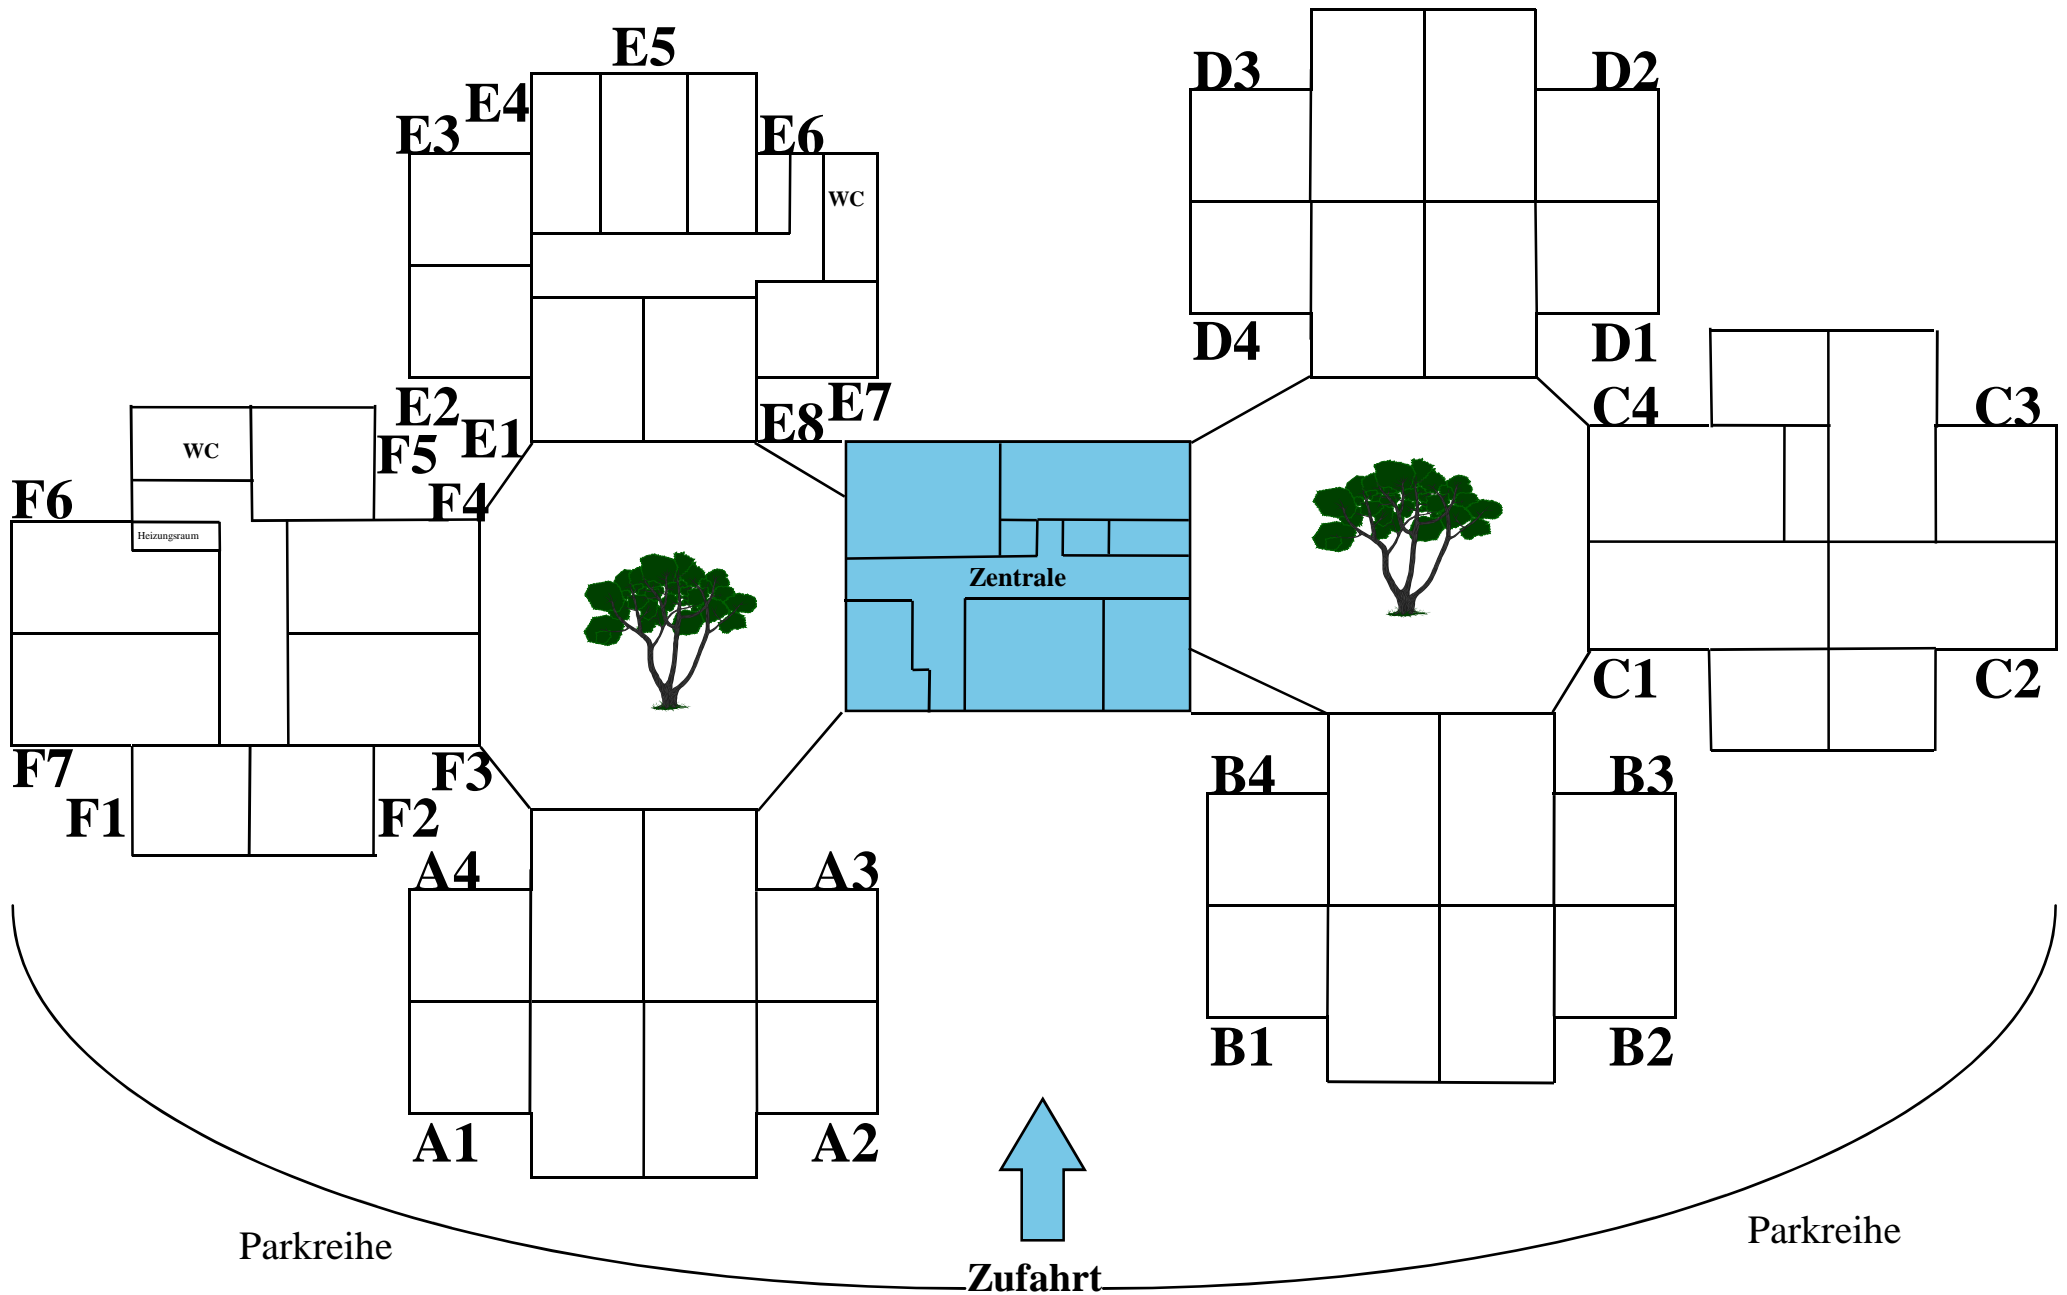 E5
D3
D2
E4
E3
E6
WC
D4
D1
E2
E7
C4
C3
E1
E8
F5
WC
F6
F4
Heizungsraum
Zentrale
C1
C2
F7
F3
B4
B3
F1
F2
A4
A3
B1
B2
A1
A2
Parkreihe
Parkreihe
Zufahrt